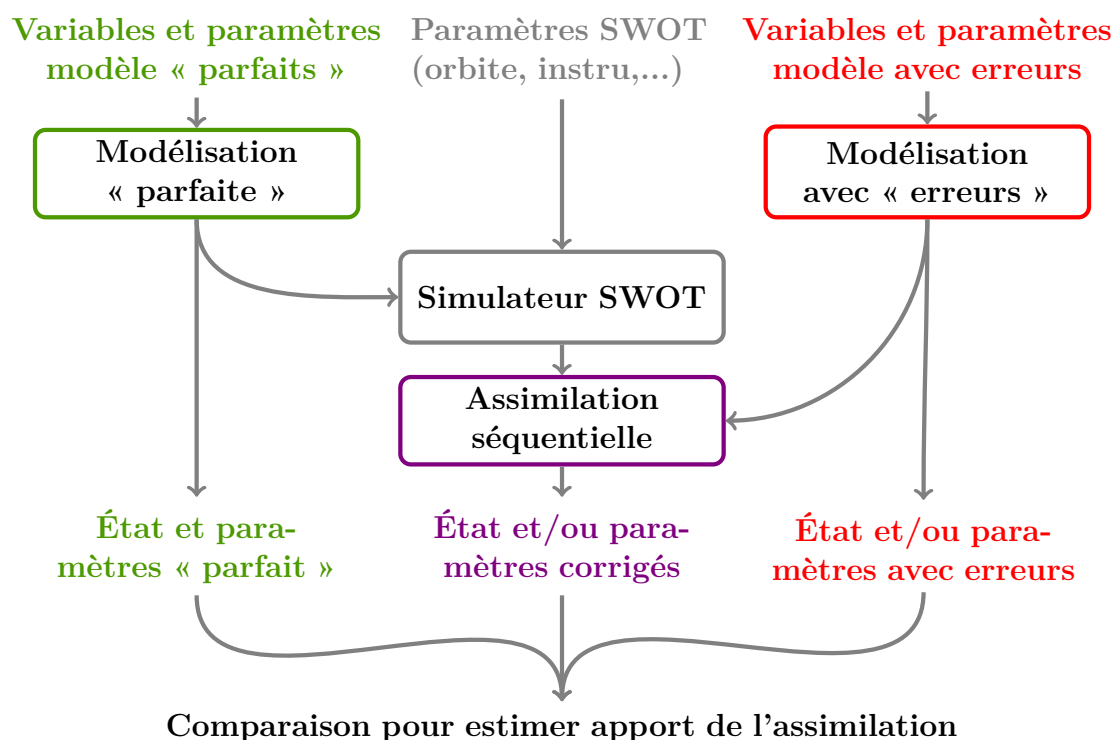 Variables et paramètres
modèle « parfaits »
Paramètres SWOT
(orbite, instru,...)
Variables et paramètres
modèle avec erreurs
Modélisation
« parfaite »
Modélisation
avec « erreurs »
Simulateur SWOT
Assimilation
séquentielle
État et para-
mètres « parfait »
État et/ou para-
mètres corrigés
État et/ou para-
mètres avec erreurs
Comparaison pour estimer apport de l'assimilation